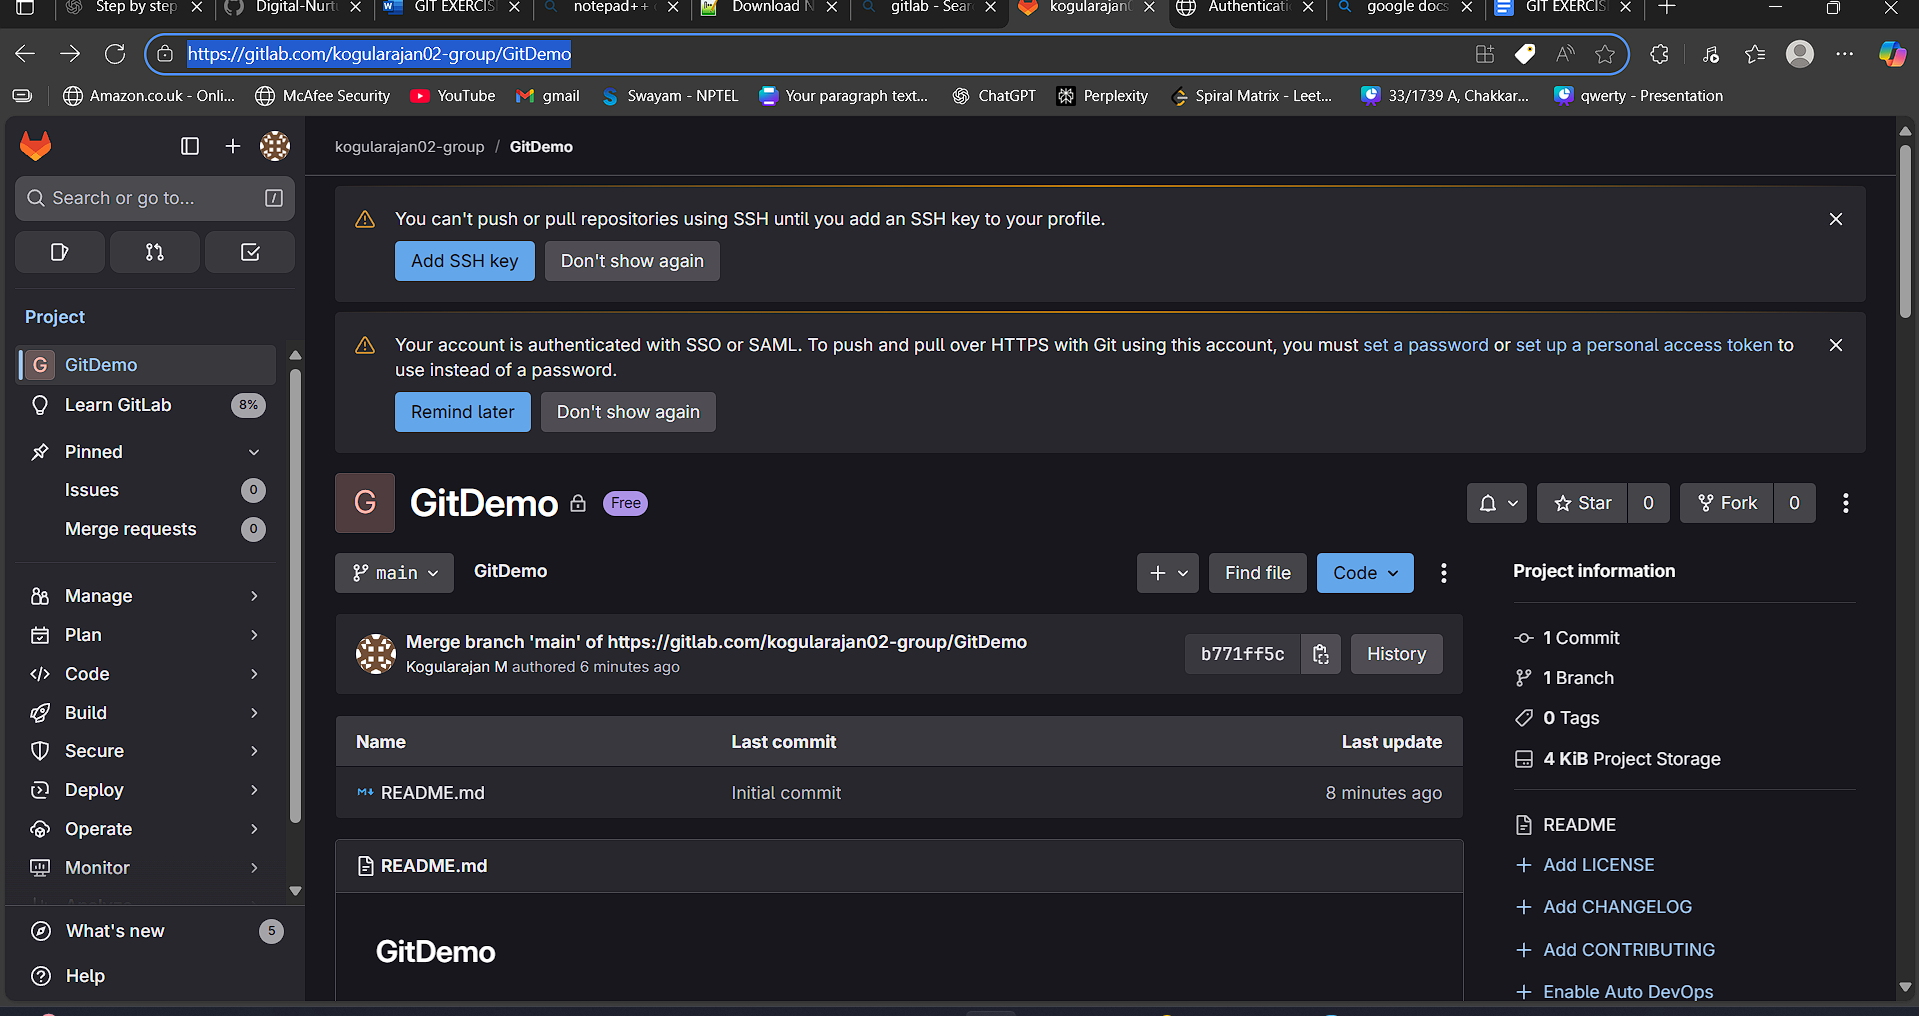 Step by step
Digital-Nurt
GIT EXERCIS
notepad++
Download N
gitlab - Sear
kogularajan0
Authenticati
google docs
GIT EXERCIS
https://gitlab.com/kogularajan02-group/GitDemo
Amazon.co.uk - Onli...
McAfee Security
YouTube
gmail
Swayam - NPTEL
Your paragraph text...
ChatGPT
Perplexity
Spiral Matrix - Leet...
33/1739 A, Chakkar...
qwerty - Presentation
Search or go to...
/
Project
G GitDemo
Learn GitLab 8%
Pinned
Issues 0
Merge requests 0
Manage
Plan
Code
Build
Secure
Deploy
Operate
Monitor
What's new 5
Help
kogularajan02-group / GitDemo
You can't push or pull repositories using SSH until you add an SSH key to your profile.
Add SSH key Don't show again
Your account is authenticated with SSO or SAML. To push and pull over HTTPS with Git using this account, you must set a password or set up a personal access token to
use instead of a password.
Remind later Don't show again
G GitDemo Free
Star 0 Fork 0
main GitDemo
Find file Code
Merge branch 'main' of https://gitlab.com/kogularajan02-group/GitDemo
Kogularajan M authored 6 minutes ago
b771ff5c History
Name Last commit Last update
README.md Initial commit 8 minutes ago
README.md
GitDemo
Project information
1 Commit
1 Branch
0 Tags
4 KiB Project Storage
README
+ Add LICENSE
+ Add CHANGELOG
+ Add CONTRIBUTING
+ Enable Auto DevOps